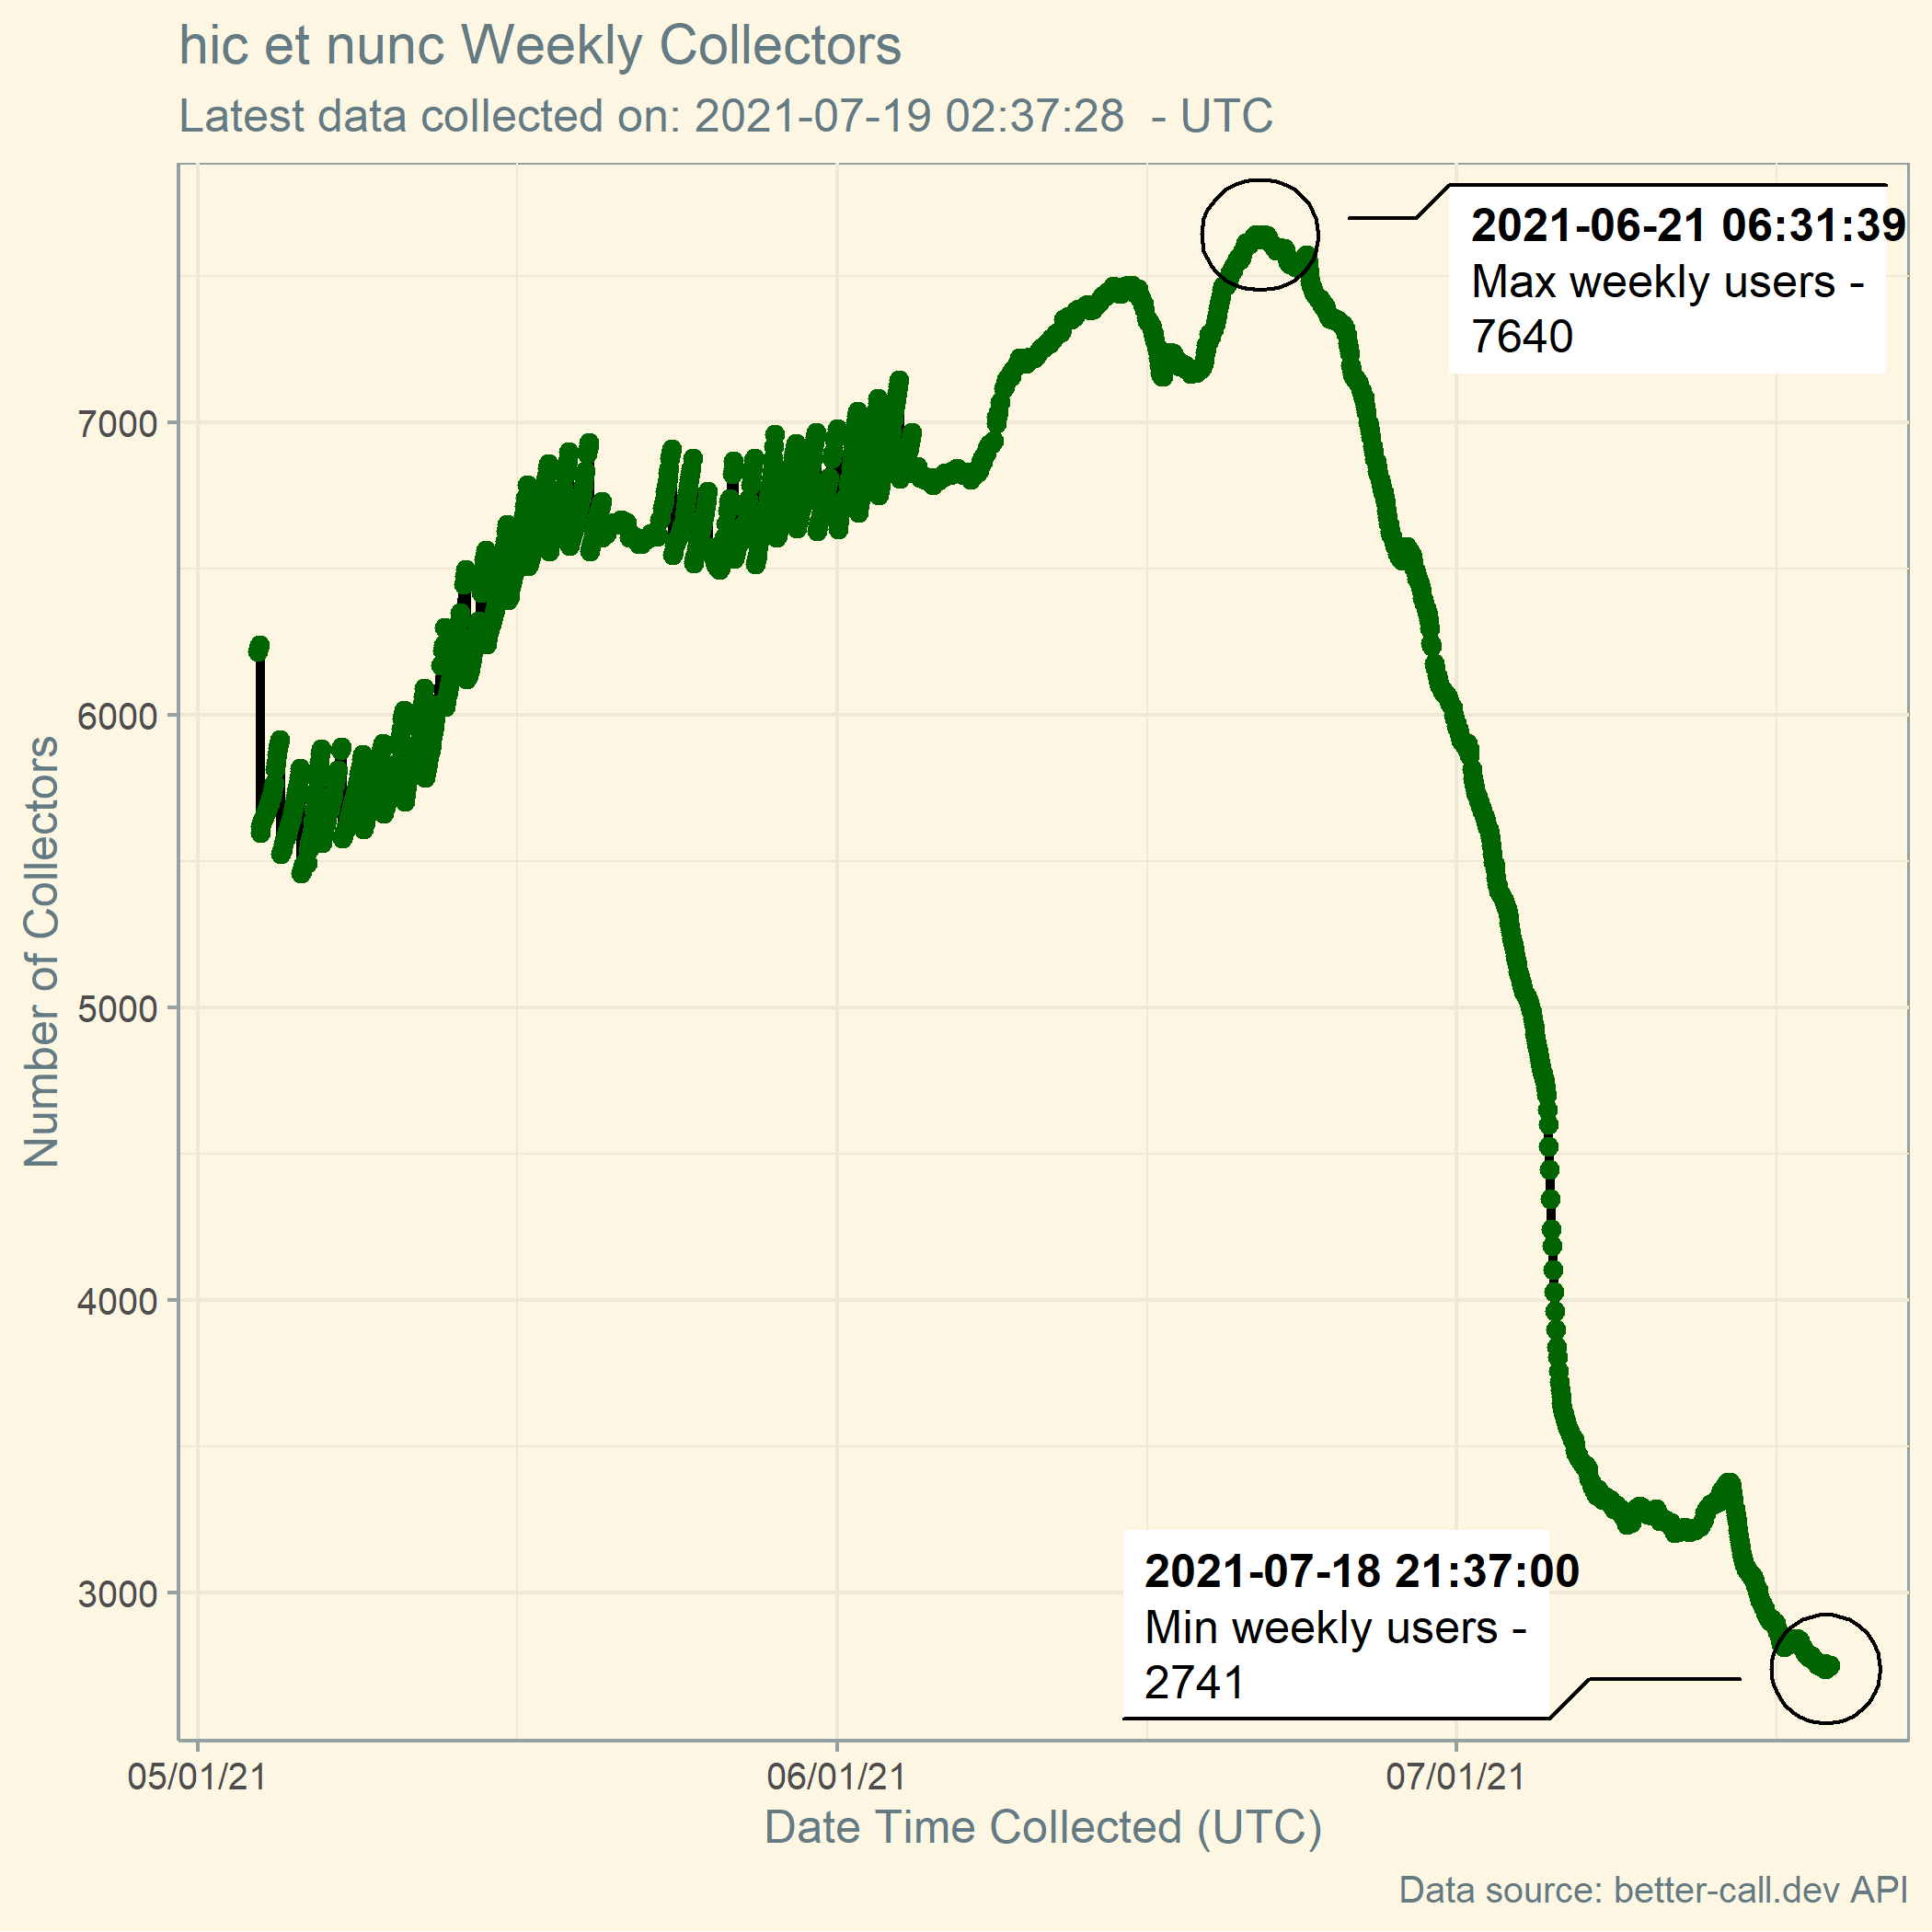 hic et nunc Weekly Collectors
Latest data collected on: 2021-07-19 02:37:28  - UTC
2021-06-21 06:31:39
Max weekly users -
7640
7000
6000
5000
4000
3000
Number of Collectors
2021-07-18 21:37:00
Min weekly users -
2741
05/01/21
06/01/21
07/01/21
Date Time Collected (UTC)
Data source: better-call.dev API